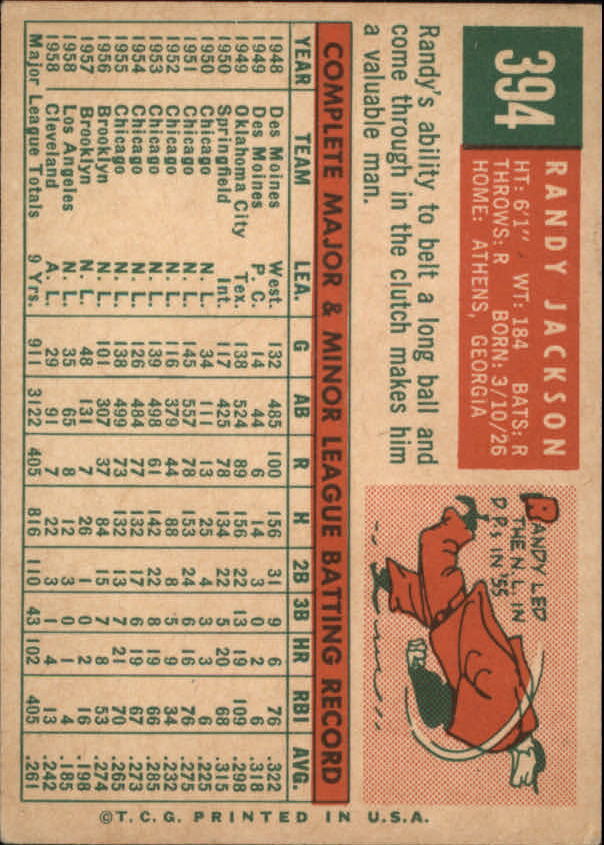 394
RANDY JACKSON
HT: 6'1" WT: 184 BATS: R
THROWS: R BORN: 3/10/26
HOME: ATHENS, GEORGIA
Randy's ability to belt a long ball and
come through in the clutch makes him
a valuable man.
RANDY LED
THE N.L. IN
D P's IN '55
COMPLETE MAJOR & MINOR LEAGUE BATTING RECORD
YEAR TEAM LEA. G AB R H 2B 3B HR RBI AVG.
1948 Des Moines West. 132 485 100 156 31 9 6 76 .322
1949 Des Moines P. C. 14 44 6 14 3 0 2 6 .318
1949 Oklahoma City Tex. 138 524 89 156 22 13 19 109 .298
1950 Springfield Int. 117 425 78 134 22 5 20 68 .315
1950 Chicago N. L. 34 111 13 25 4 3 3 6 .225
1951 Chicago N. L. 145 557 78 153 24 6 16 76 .275
1952 Chicago N. L. 116 379 44 88 8 5 9 34 .232
1953 Chicago N. L. 139 498 61 142 22 8 19 66 .285
1954 Chicago N. L. 126 484 77 132 17 6 19 67 .273
1955 Chicago N. L. 138 499 73 132 13 7 21 70 .265
1956 Brooklyn N. L. 101 307 37 84 15 7 8 53 .274
1957 Brooklyn N. L. 48 131 7 26 1 0 2 16 .198
1958 Los Angeles N. L. 35 65 8 12 3 0 1 4 .185
1958 Cleveland A. L. 29 91 7 22 3 1 4 13 .242
Major League Totals 9 Yrs. 911 3122 405 816 110 43 102 405 .261
©T.C.G. PRINTED IN U.S.A.